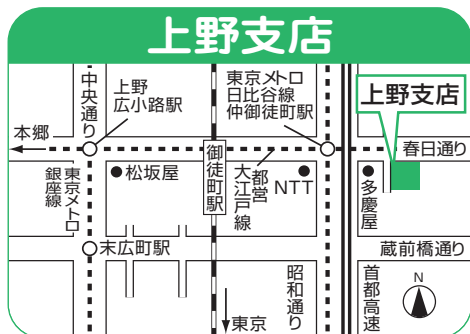 上野支店
中央通り
上野
広小路駅
東京メトロ
日比谷線
仲御徒町駅
上野支店
本郷
春日通り
東京メトロ
銀座線
松坂屋
御徒町駅
都営
大江戸線
NTT
多慶屋
末広町駅
蔵前橋通り
昭和通り
首都高速
N
東京